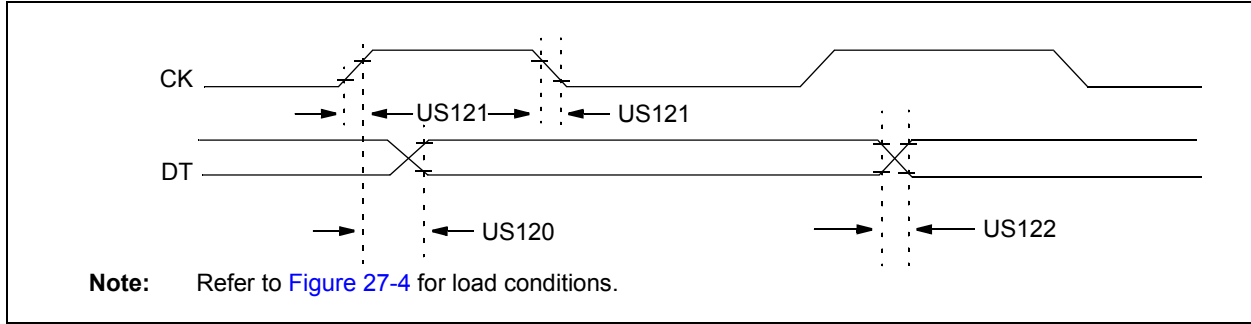 CK
US121
US121
DT
US120
US122
Note: Refer to Figure 27-4 for load conditions.